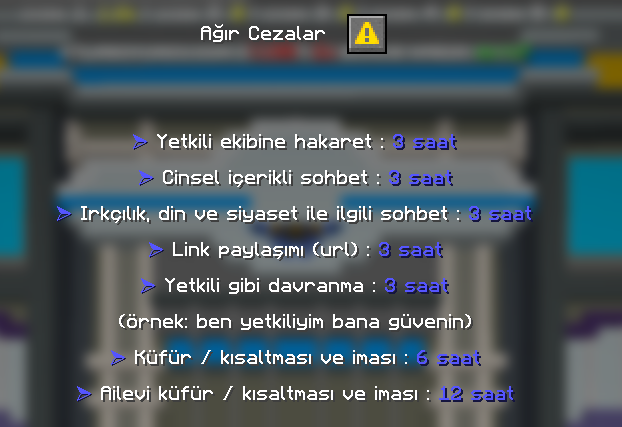 Ağır Cezalar
➢ Yetkili ekibine hakaret : 3 saat
➢ Cinsel içerikli sohbet : 3 saat
➢ Irkçılık, din ve siyaset ile ilgili sohbet : 3 saat
➢ Link paylaşımı (url) : 3 saat
➢ Yetkili gibi davranma : 3 saat
(örnek: ben yetkiliyim bana güvenin)
➢ Küfür / kısaltması ve iması : 6 saat
➢ Ailevi küfür / kısaltması ve iması : 12 saat